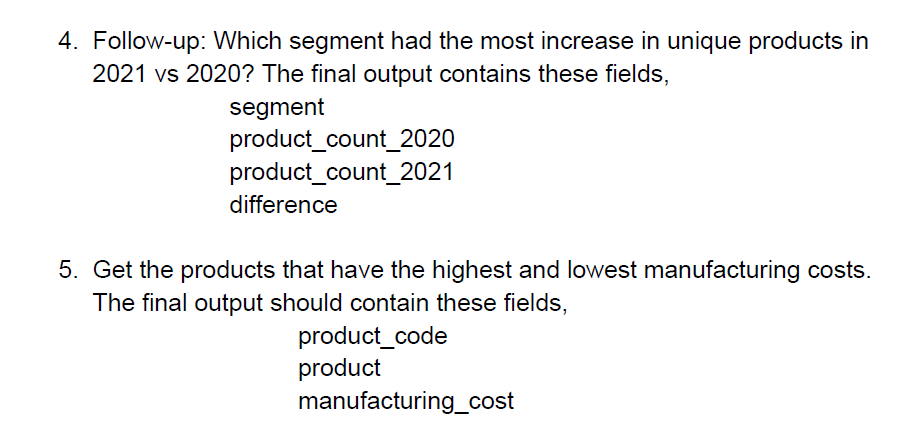 4. Follow-up: Which segment had the most increase in unique products in
2021 vs 2020? The final output contains these fields,
segment
product_count_2020
product_count_2021
difference
5. Get the products that have the highest and lowest manufacturing costs.
The final output should contain these fields,
product_code
product
manufacturing_cost